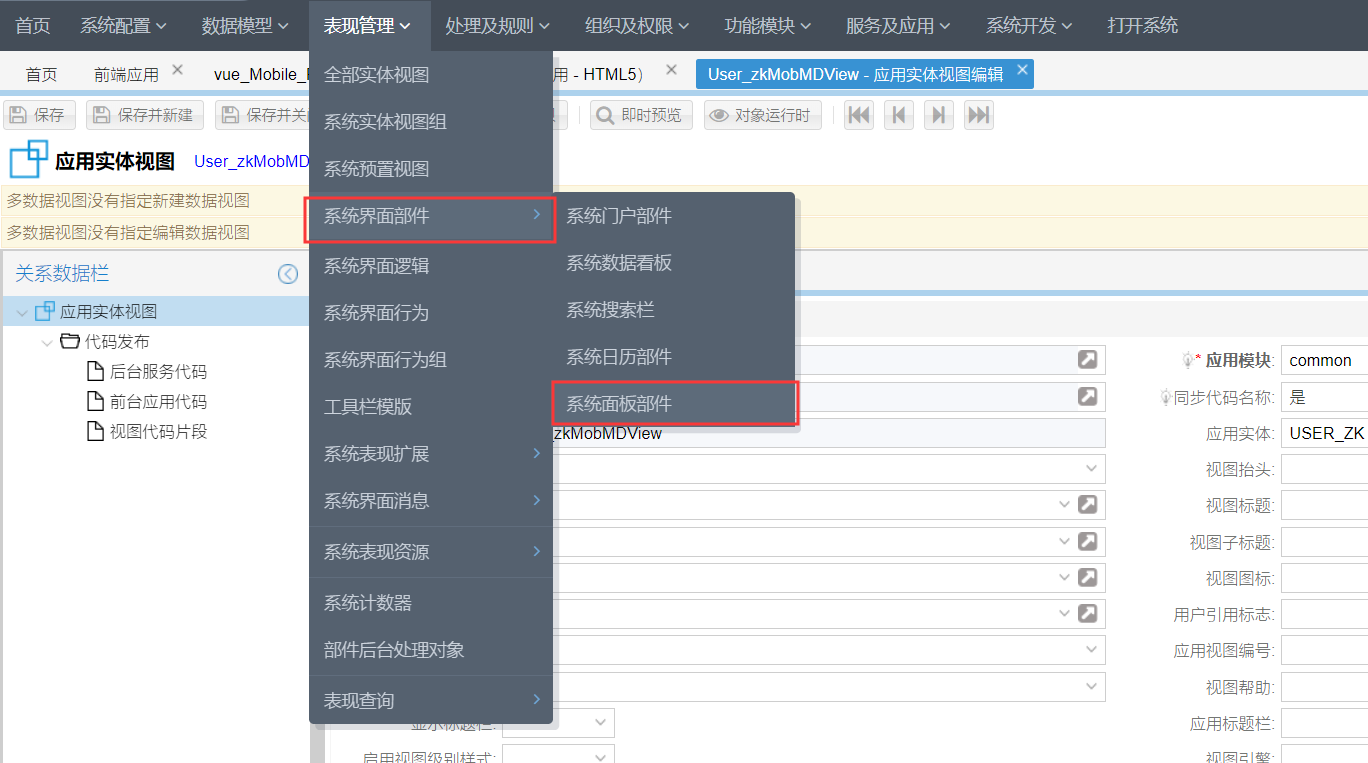 首页 系统配置 数据模型 表现管理 处理及规则 组织及权限 功能模块 服务及应用 系统开发 打开系统
首页 前端应用 vue_Mobile_ 用 - HTML5） User_zkMobMDView - 应用实体视图编辑
保存 保存并新建 保存并关 即时预览 对象运行时
应用实体视图 User_zkMobMD
多数据视图没有指定新建数据视图
多数据视图没有指定编辑数据视图
关系数据栏
应用实体视图
代码发布
后台服务代码
前台应用代码
视图代码片段
全部实体视图
系统实体视图组
系统预置视图
系统界面部件
系统界面逻辑
系统界面行为
系统界面行为组
工具栏模版
系统表现扩展
系统界面消息
系统表现资源
系统计数器
部件后台处理对象
表现查询
系统门户部件
系统数据看板
系统搜索栏
系统日历部件
系统面板部件
_zkMobMDView
显示标题栏:
启用视图级别样式:
* 应用模块: common
同步代码名称: 是
应用实体: USER_ZK
视图抬头:
视图标题:
视图子标题:
视图图标:
用户引用标志:
应用视图编号:
视图帮助:
应用标题栏:
视图引擎: